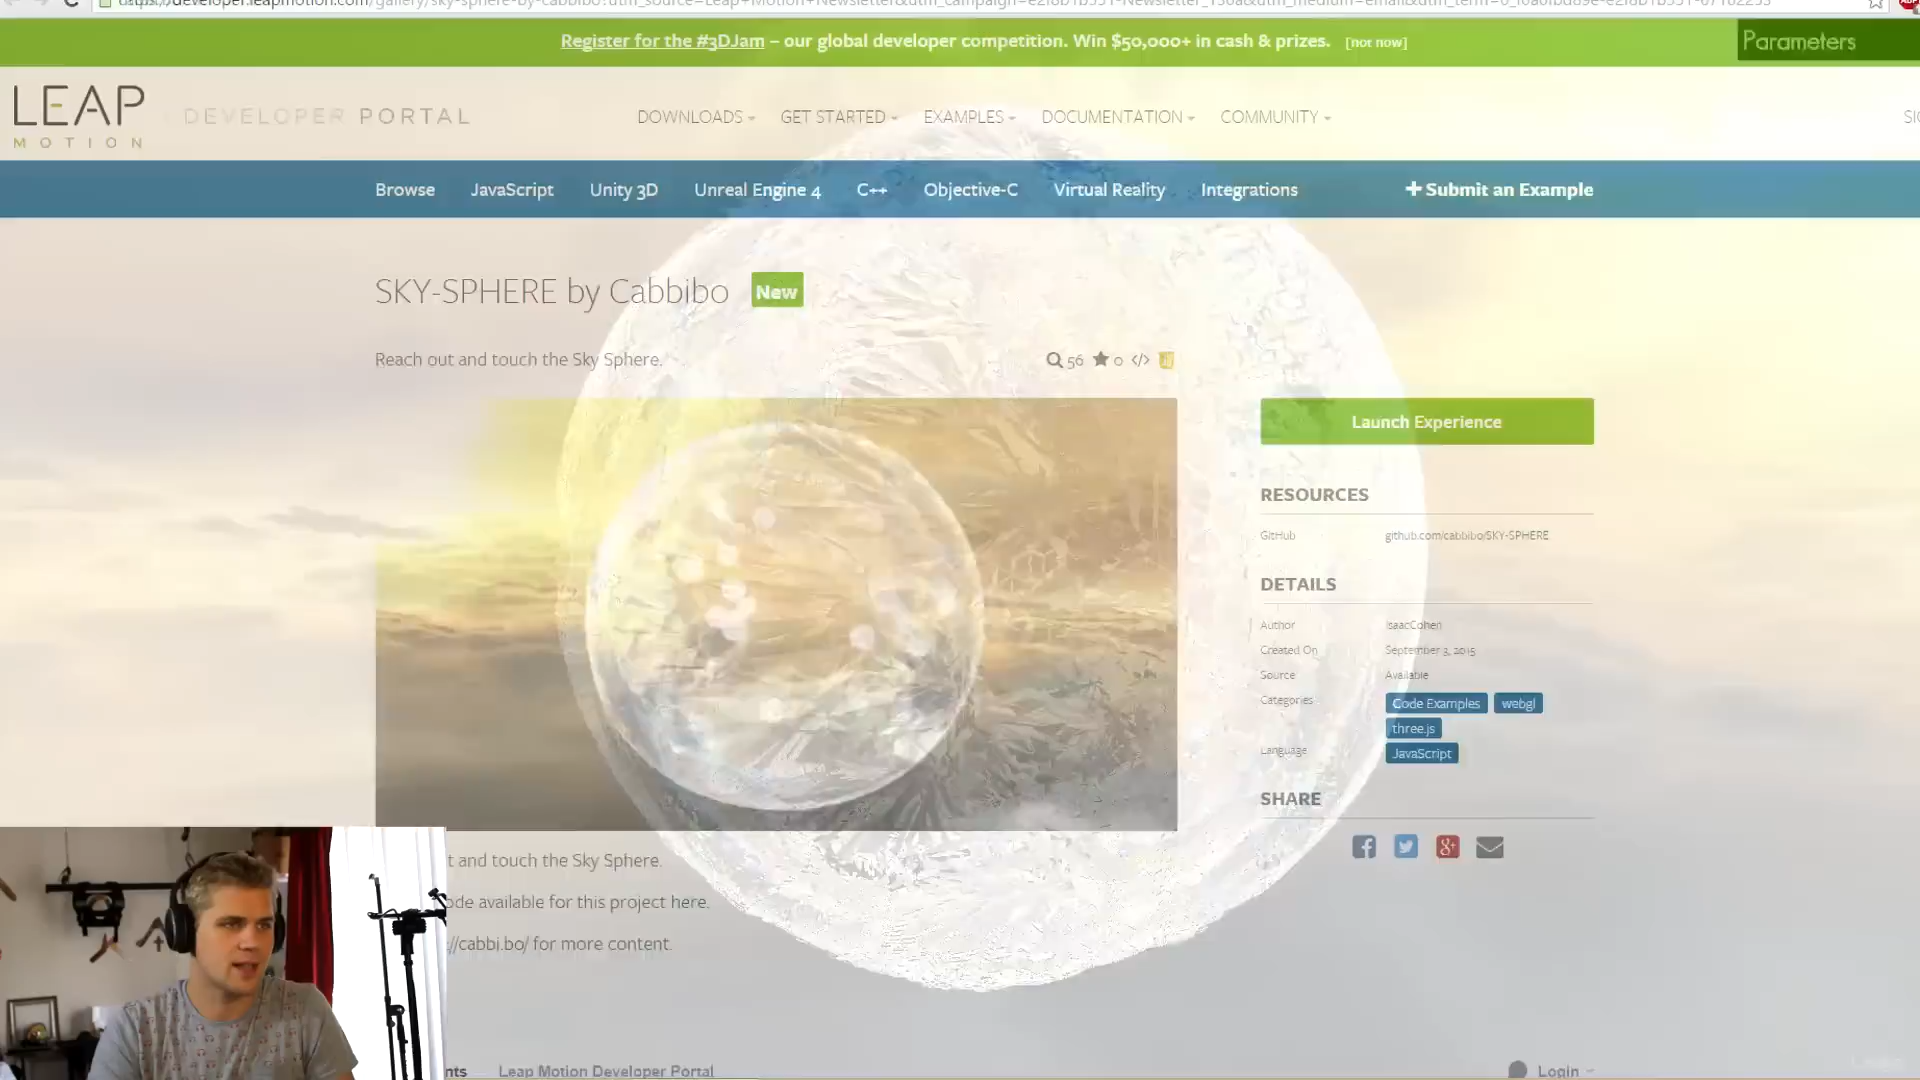 Register for the #3DJam – our global developer competition. Win $50,000+ in cash & prizes. [not now]
Parameters
LEAP MOTION
DEVELOPER PORTAL
DOWNLOADS GET STARTED EXAMPLES DOCUMENTATION COMMUNITY
Browse JavaScript Unity 3D Unreal Engine 4 C++ Objective-C Virtual Reality Integrations + Submit an Example
SKY-SPHERE by Cabbibo New
Reach out and touch the Sky Sphere.
56 0 </>
Launch Experience
RESOURCES
GitHub github.com/cabbibo/SKY-SPHERE
DETAILS
Author IsaacCohen
Created On September 3, 2015
Source Available
Categories Code Examples webgl
three.js
Language JavaScript
SHARE
t and touch the Sky Sphere.
ode available for this project here.
//cabbi.bo/ for more content.
nts Leap Motion Developer Portal Login